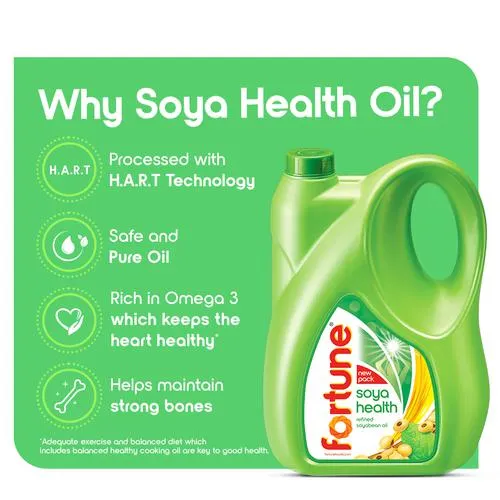 Why Soya Health Oil?
H.A.R.T
Processed with
H.A.R.T Technology
Safe and
Pure Oil
Rich in Omega 3
which keeps the
heart healthy*
Helps maintain
strong bones
*Adequate exercise and balanced diet which
includes balanced healthy cooking oil are key to good health.
fortune®
new
pack
soya
health
refined
soyabean oil